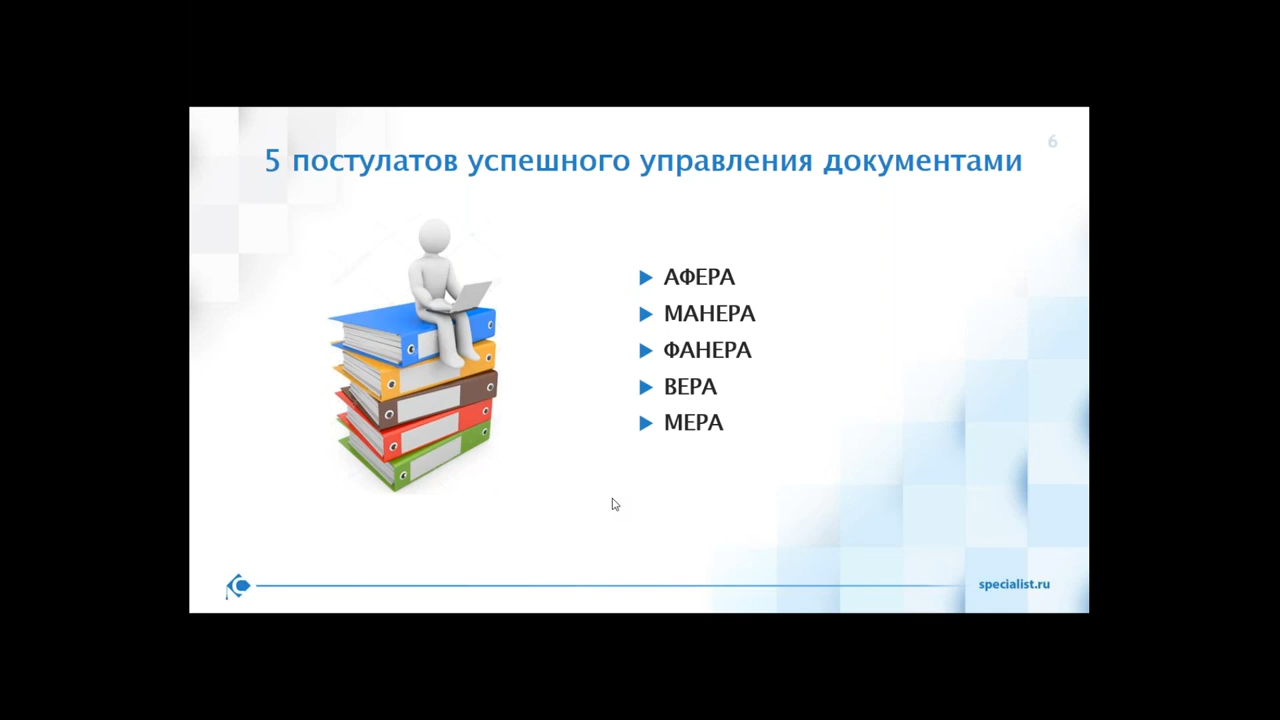 6
5 постулатов успешного управления документами
АФЕРА
МАНЕРА
ФАНЕРА
ВЕРА
МЕРА
specialist.ru